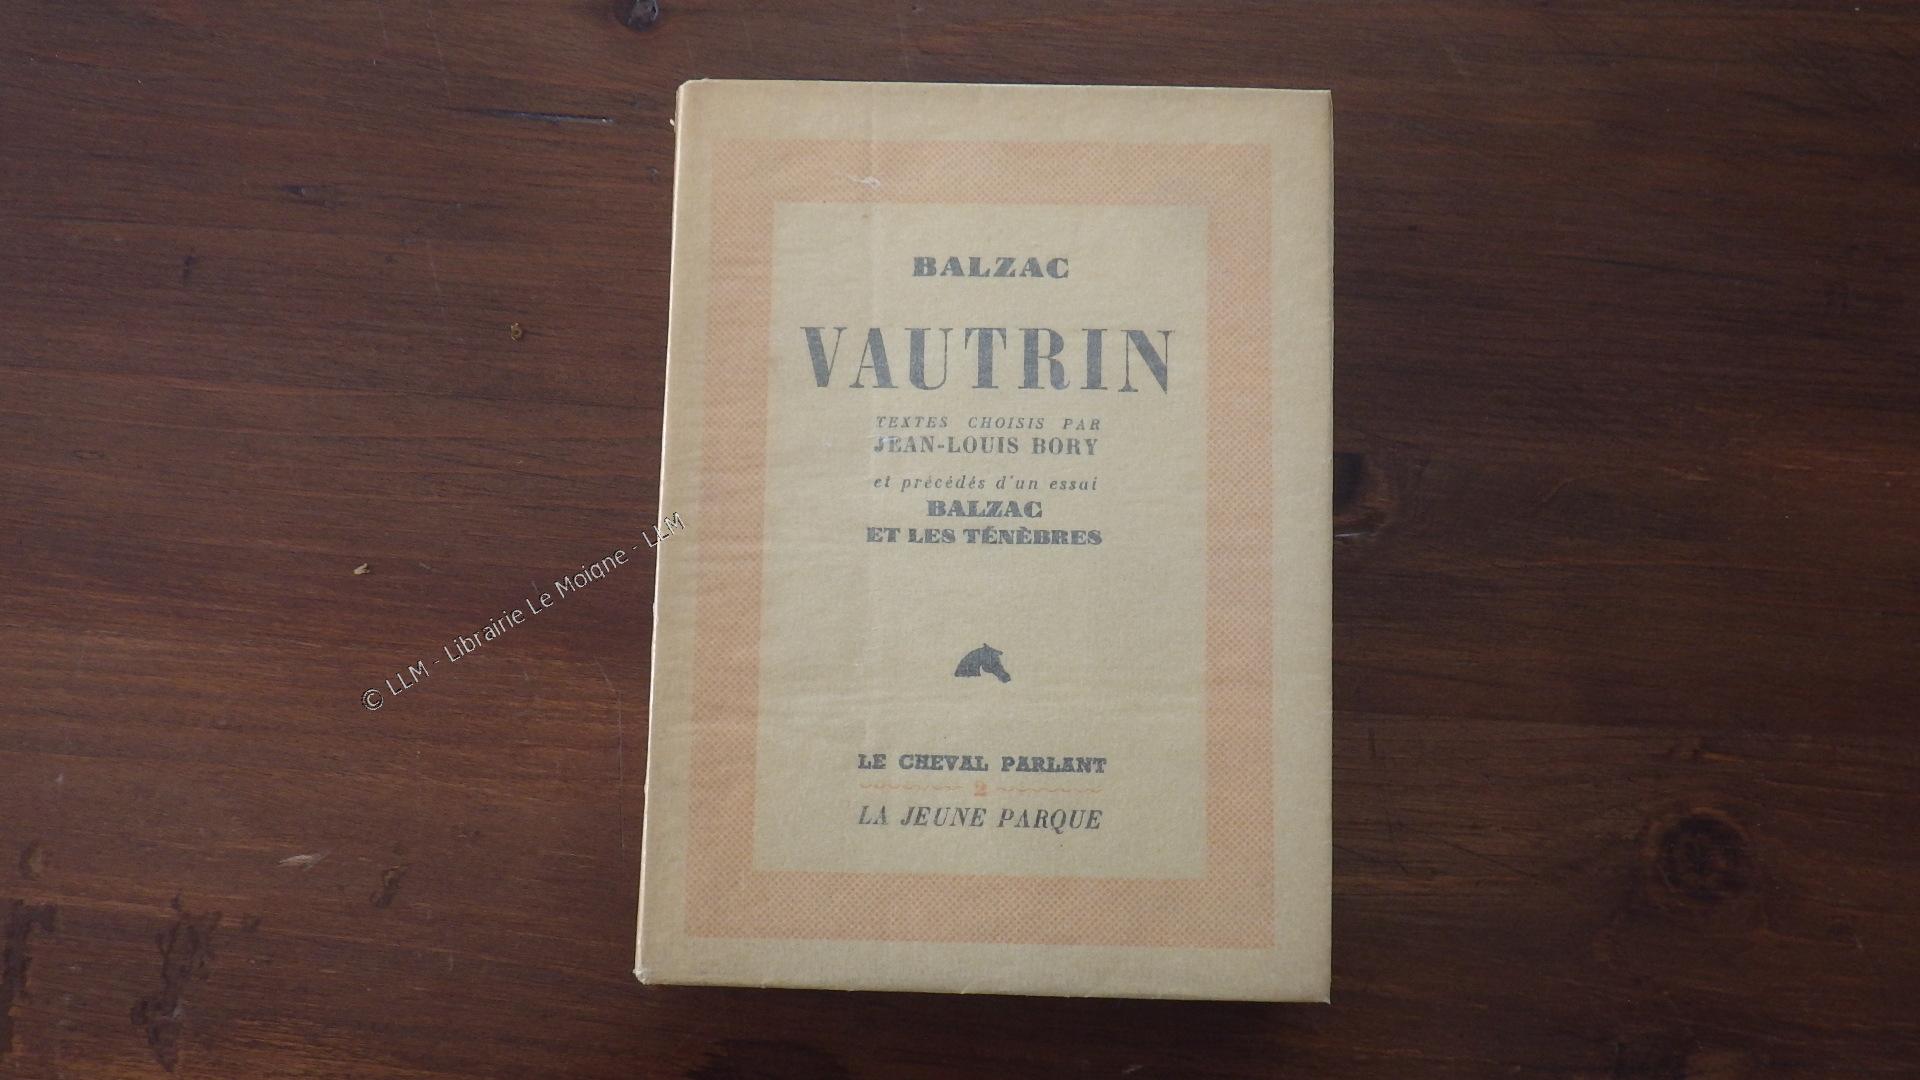 BALZAC
VAUTRIN
TEXTES CHOISIS PAR
JEAN-LOUIS BORY
et précédés d'un essai
BALZAC
ET LES TÉNÈBRES
LE CHEVAL PARLANT
2
LA JEUNE PARQUE
© LLM - Librairie Le Moigne - LLM